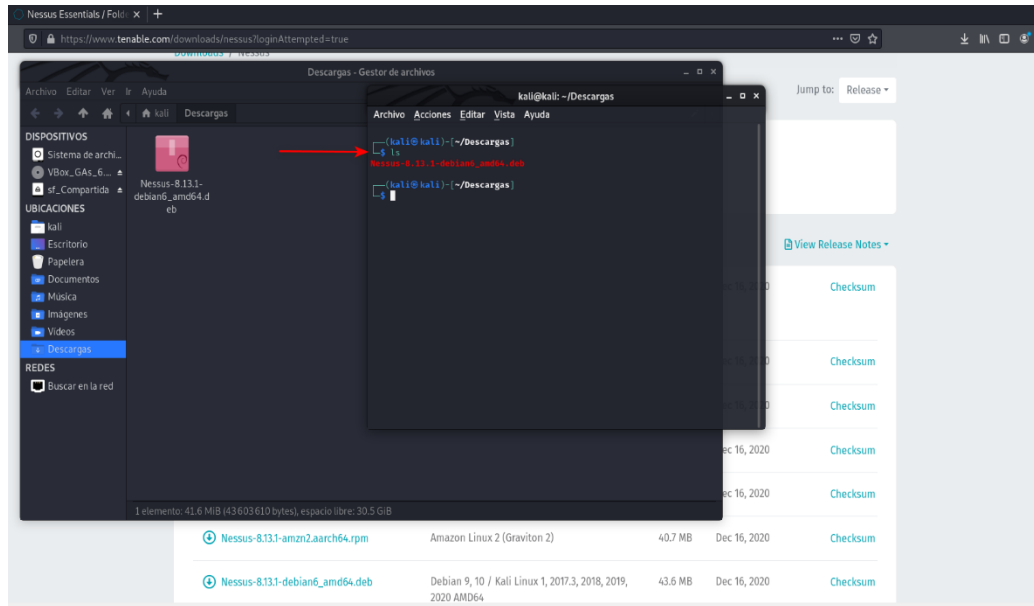 Nessus Essentials / Folde
https://www.tenable.com/downloads/nessus?loginAttempted=true
Downloads / Nessus
Jump to: Release
Descargas - Gestor de archivos
Archivo Editar Ver Ir Ayuda
kali Descargas
DISPOSITIVOS
Sistema de archi...
VBox_GAs_6....
sf_Compartida
UBICACIONES
kali
Escritorio
Papelera
Documentos
Música
Imágenes
Vídeos
Descargas
REDES
Buscar en la red
Nessus-8.13.1-
debian6_amd64.d
eb
1 elemento: 41.6 MiB (43603610 bytes), espacio libre: 30.5 GiB
kali@kali: ~/Descargas
Archivo Acciones Editar Vista Ayuda
(kali㉿kali)-[~/Descargas]
$ ls
Nessus-8.13.1-debian6_amd64.deb
(kali㉿kali)-[~/Descargas]
$
View Release Notes
Checksum
Checksum
Checksum
ec 16, 2020 Checksum
ec 16, 2020 Checksum
Nessus-8.13.1-amzn2.aarch64.rpm Amazon Linux 2 (Graviton 2) 40.7 MB Dec 16, 2020 Checksum
Nessus-8.13.1-debian6_amd64.deb Debian 9, 10 / Kali Linux 1, 2017.3, 2018, 2019, 43.6 MB Dec 16, 2020 Checksum
2020 AMD64